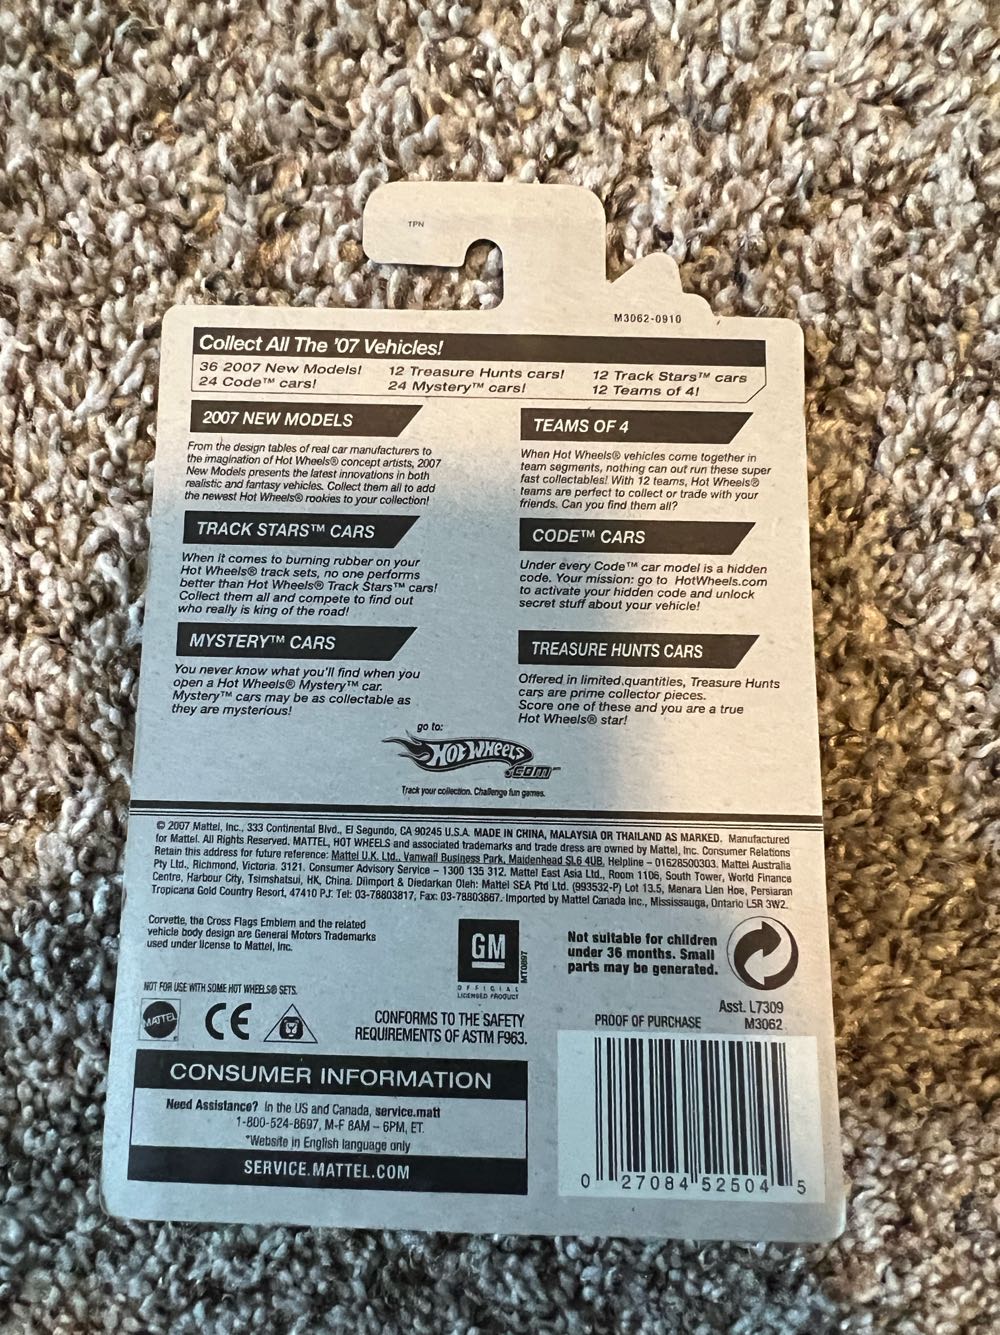 TPN
M3062-0910
Collect All The '07 Vehicles!
36 2007 New Models! 12 Treasure Hunts cars! 12 Track Stars™ cars
24 Code™ cars! 24 Mystery™ cars! 12 Teams of 4!
2007 NEW MODELS
From the design tables of real car manufacturers to
the imagination of Hot Wheels® concept artists, 2007
New Models presents the latest innovations in both
realistic and fantasy vehicles. Collect them all to add
the newest Hot Wheels® rookies to your collection!
TEAMS OF 4
When Hot Wheels® vehicles come together in
team segments, nothing can out run these super
fast collectables! With 12 teams, Hot Wheels®
teams are perfect to collect or trade with your
friends. Can you find them all?
TRACK STARS™ CARS
When it comes to burning rubber on your
Hot Wheels® track sets, no one performs
better than Hot Wheels® Track Stars™ cars!
Collect them all and compete to find out
who really is king of the road!
CODE™ CARS
Under every Code™ car model is a hidden
code. Your mission: go to HotWheels.com
to activate your hidden code and unlock
secret stuff about your vehicle!
MYSTERY™ CARS
You never know what you'll find when you
open a Hot Wheels® Mystery™ car.
Mystery™ cars may be as collectable as
they are mysterious!
TREASURE HUNTS CARS
Offered in limited.quantities, Treasure Hunts
cars are prime collector pieces.
Score one of these and you are a true
Hot Wheels® star!
go to:
HOT WHEELS
.COM™
Track your collection. Challenge fun games.
© 2007 Mattel, Inc., 333 Continental Blvd., El Segundo, CA 90245 U.S.A. MADE IN CHINA, MALAYSIA OR THAILAND AS MARKED. Manufactured
for Mattel. All Rights Reserved. MATTEL, HOT WHEELS and associated trademarks and trade dress are owned by Mattel, Inc. Consumer Relations
Retain this address for future reference: Mattel U.K. Ltd., Vanwall Business Park, Maidenhead SL6 4UB, Helpline – 01628500303. Mattel Australia
Pty Ltd., Richmond, Victoria. 3121. Consumer Advisory Service – 1300 135 312. Mattel East Asia Ltd., Room 1106, South Tower, World Finance
Centre, Harbour City, Tsimshatsui, HK, China. Diimport & Diedarkan Oleh: Mattel SEA Ptd Ltd. (993532-P) Lot 13.5, Menara Lien Hoe, Persiaran
Tropicana Gold Country Resort, 47410 PJ. Tel: 03-78803817, Fax: 03-78803867. Imported by Mattel Canada Inc., Mississauga, Ontario L5R 3W2.
Corvette, the Cross Flags Emblem and the related
vehicle body design are General Motors Trademarks
used under license to Mattel, Inc.
GM
OFFICIAL
LICENSED PRODUCT
MT0897
Not suitable for children
under 36 months. Small
parts may be generated.
NOT FOR USE WITH SOME HOT WHEELS® SETS.
MATTEL
CE
CONFORMS TO THE SAFETY
REQUIREMENTS OF ASTM F963.
Asst. L7309
PROOF OF PURCHASE M3062
CONSUMER INFORMATION
Need Assistance? In the US and Canada, service.matt
1-800-524-8697, M-F 8AM – 6PM, ET.
*Website in English language only
SERVICE.MATTEL.COM
0 27084 52504 5